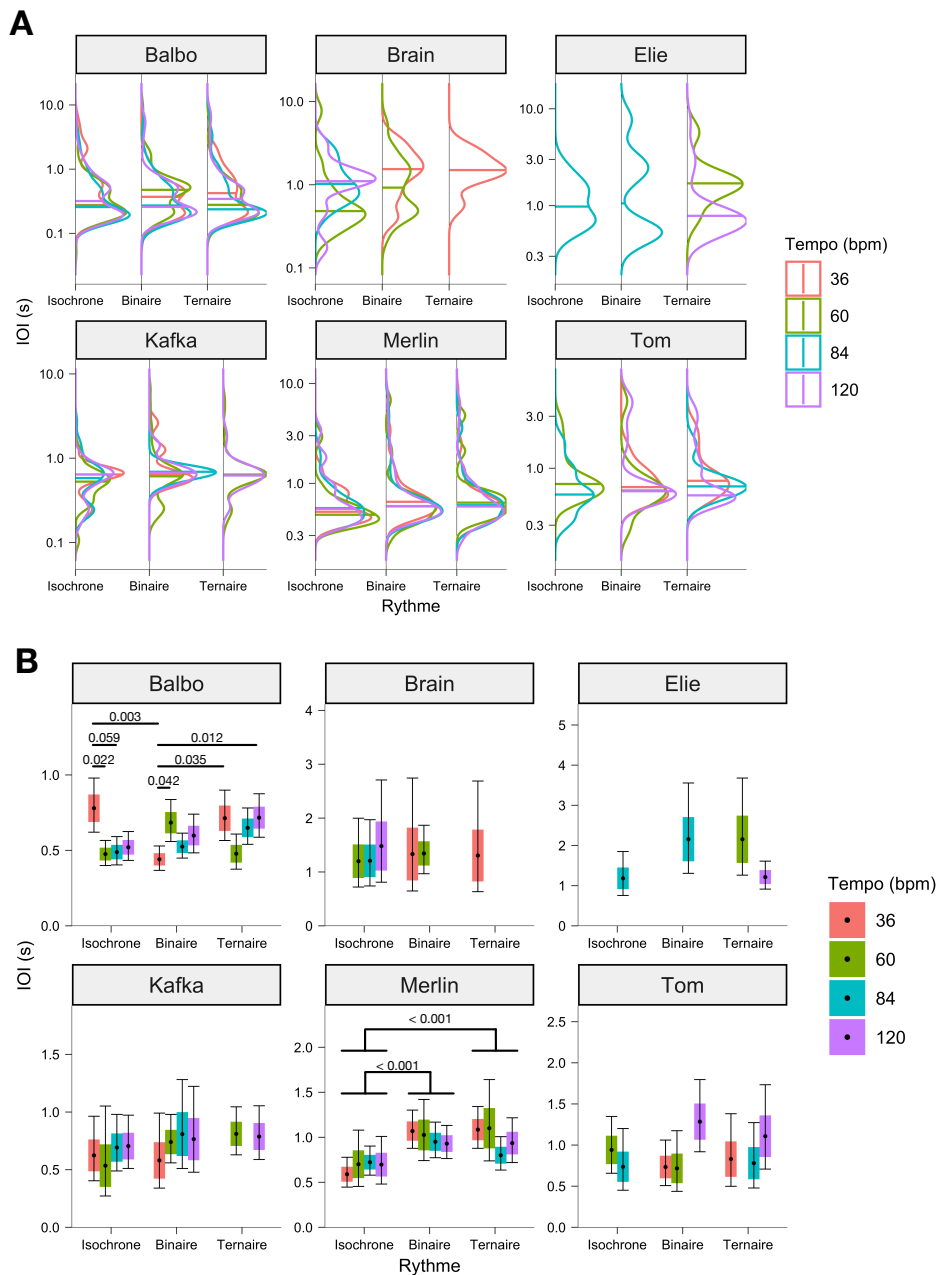 A
Balbo
Brain
Elie
10.0
1.0
0.1
Isochrone Binaire Ternaire
10.0
1.0
0.1
Isochrone Binaire Ternaire
10.0
3.0
1.0
0.3
Isochrone Binaire Ternaire
Kafka
Merlin
Tom
10.0
1.0
0.1
Isochrone Binaire Ternaire
10.0
3.0
1.0
0.3
Isochrone Binaire Ternaire
3.0
1.0
0.3
Isochrone Binaire Ternaire
IOI (s)
Rythme
Tempo (bpm)
36
60
84
120
B
Balbo
Brain
Elie
0.003
0.059
0.012
0.022
0.035
0.042
1.0
0.5
0.0
Isochrone Binaire Ternaire
4
3
2
1
0
Isochrone Binaire Ternaire
5
4
3
2
1
0
Isochrone Binaire Ternaire
Kafka
Merlin
Tom
1.5
1.0
0.5
0.0
Isochrone Binaire Ternaire
< 0.001
< 0.001
2.0
1.5
1.0
0.5
0.0
Isochrone Binaire Ternaire
2.5
2.0
1.5
1.0
0.5
0.0
Isochrone Binaire Ternaire
IOI (s)
Rythme
Tempo (bpm)
36
60
84
120